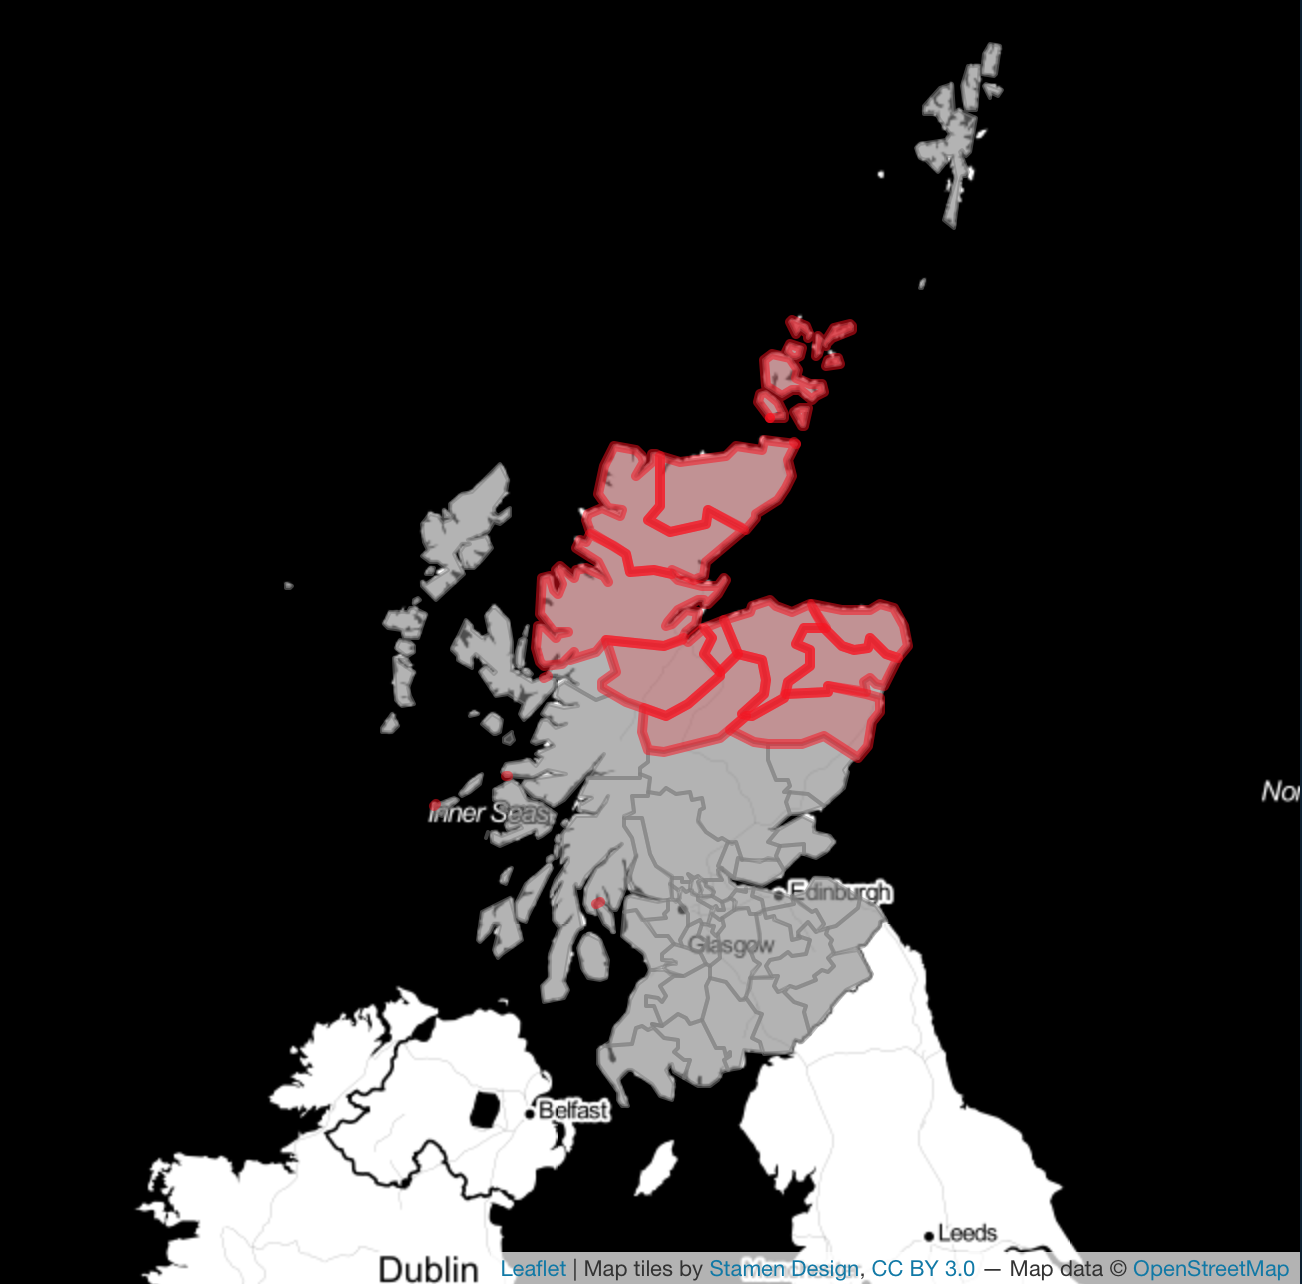 Nor
Inner Seas
Edinburgh
Glasgow
Belfast
Leeds
Dublin
Leaflet | Map tiles by Stamen Design, CC BY 3.0 — Map data © OpenStreetMap